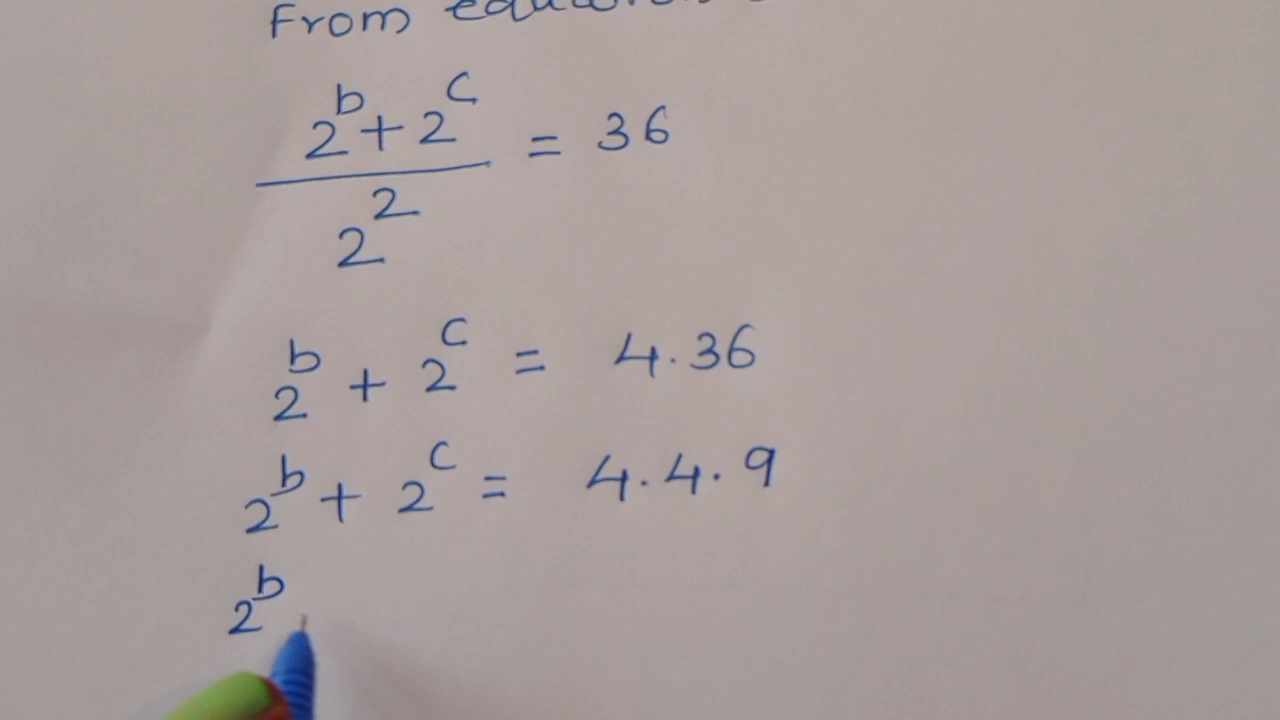 From
2^b + 2^c / 2^2 = 36
2^b + 2^c = 4.36
2^b + 2^c = 4.4.9
2^b